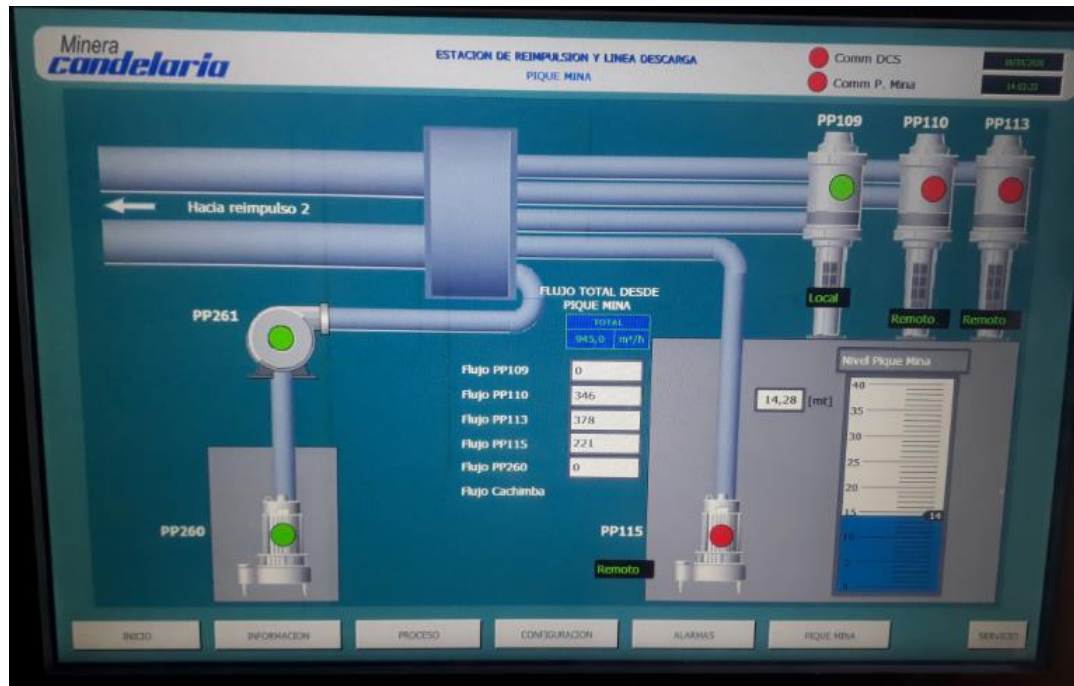 Minera
candelaria
ESTACION DE REIMPULSION Y LINEA DESCARGA
PIQUE MINA
Comm DCS
Comm P. Mina
PP109
PP110
PP113
Hacia reimpulso 2
Local
Remoto
Remoto
PP261
FLUJO TOTAL DESDE
PIQUE MINA
TOTAL
945,0 m³/h
Flujo PP109 0
Flujo PP110 346
Flujo PP113 378
Flujo PP115 221
Flujo PP260 0
Flujo Cachimba
Nivel Pique Mina
14,28 [mt]
40
35
30
25
20
15
14
10
5
0
PP260
PP115
Remoto
INICIO
INFORMACION
PROCESO
CONFIGURACION
ALARMAS
PIQUE MINA
SERVICIO